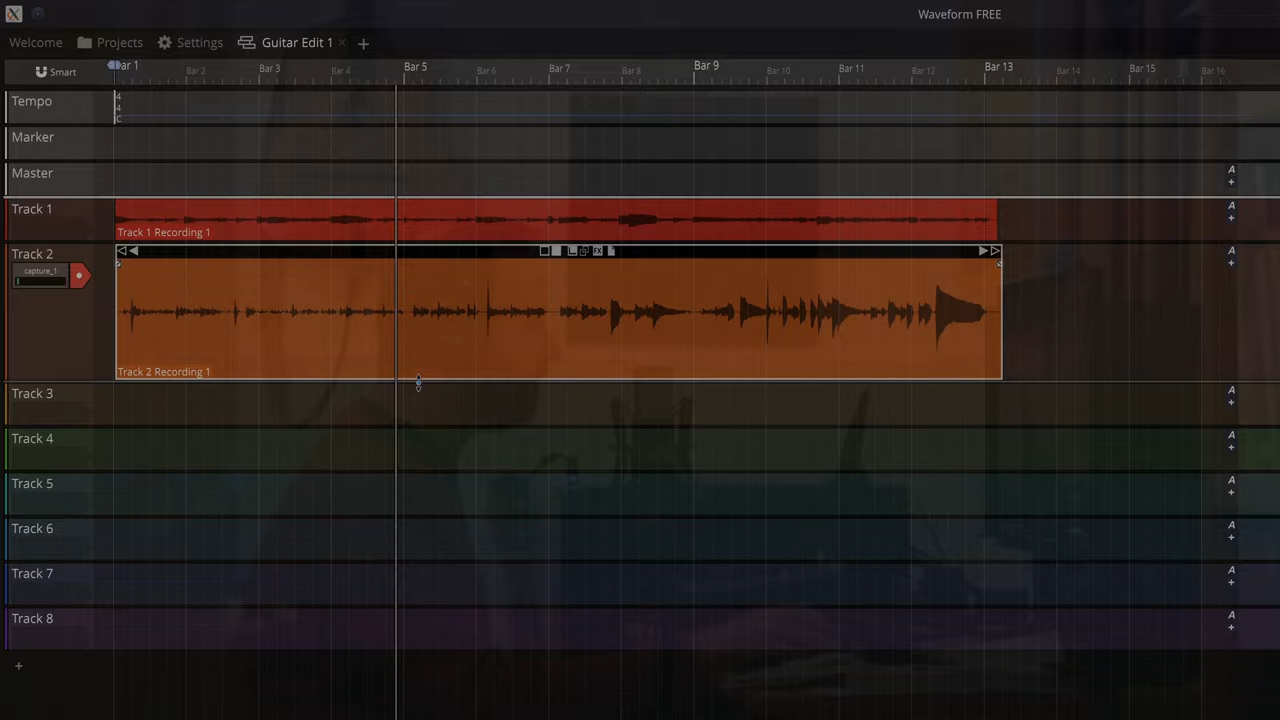 Waveform FREE
Welcome Projects Settings Guitar Edit 1 × +
Smart Bar 1 Bar 2 Bar 3 Bar 4 Bar 5 Bar 6 Bar 7 Bar 8 Bar 9 Bar 10 Bar 11 Bar 12 Bar 13 Bar 14 Bar 15 Bar 16
Tempo 4
4
C
Marker
Master A
+
Track 1 A
+
Track 1 Recording 1
Track 2 FX A
+
capture_1
Track 2 Recording 1
Track 3 A
+
Track 4 A
+
Track 5 A
+
Track 6 A
+
Track 7 A
+
Track 8 A
+
+